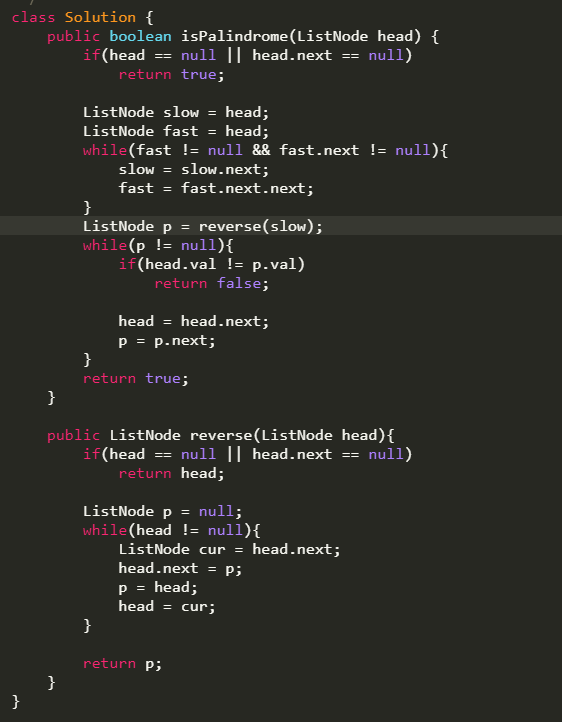 class Solution {
    public boolean isPalindrome(ListNode head) {
        if(head == null || head.next == null)
            return true;

        ListNode slow = head;
        ListNode fast = head;
        while(fast != null && fast.next != null){
            slow = slow.next;
            fast = fast.next.next;
        }
        ListNode p = reverse(slow);
        while(p != null){
            if(head.val != p.val)
                return false;

            head = head.next;
            p = p.next;
        }
        return true;
    }

    public ListNode reverse(ListNode head){
        if(head == null || head.next == null)
            return head;

        ListNode p = null;
        while(head != null){
            ListNode cur = head.next;
            head.next = p;
            p = head;
            head = cur;
        }

        return p;
    }
}